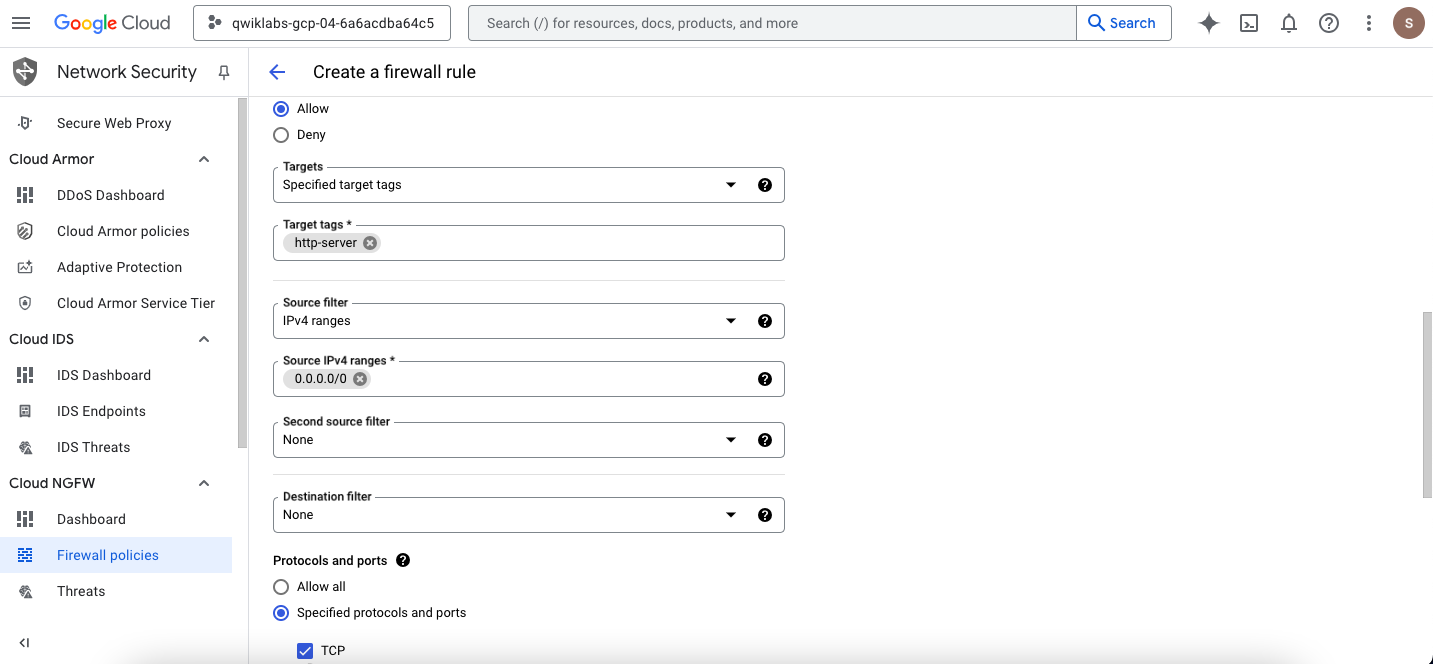 Google Cloud
qwiklabs-gcp-04-6a6acdba64c5
Search (/) for resources, docs, products, and more
Search
S
Network Security
Create a firewall rule
Secure Web Proxy
Cloud Armor
DDoS Dashboard
Cloud Armor policies
Adaptive Protection
Cloud Armor Service Tier
Cloud IDS
IDS Dashboard
IDS Endpoints
IDS Threats
Cloud NGFW
Dashboard
Firewall policies
Threats
Allow
Deny
Targets
Specified target tags
Target tags *
http-server
Source filter
IPv4 ranges
Source IPv4 ranges *
0.0.0.0/0
Second source filter
None
Destination filter
None
Protocols and ports
Allow all
Specified protocols and ports
TCP